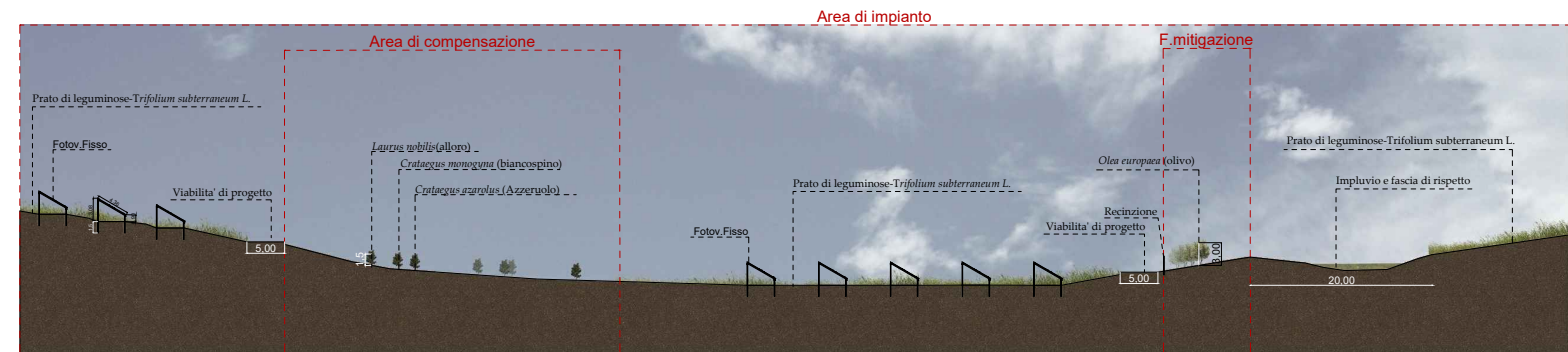 Area di impianto
Area di compensazione
F.mitigazione
Prato di leguminose-Trifolium subterraneum L.
Fotov.Fisso
Viabilita' di progetto
5,00
Laurus nobilis(alloro)
Crataegus monogyna (biancospino)
Crataegus azarolus (Azzeruolo)
1,5
Fotov.Fisso
Prato di leguminose-Trifolium subterraneum L.
Olea europaea (olivo)
Recinzione
Viabilita' di progetto
5,00
3,00
Prato di leguminose-Trifolium subterraneum L.
Impluvio e fascia di rispetto
20,00